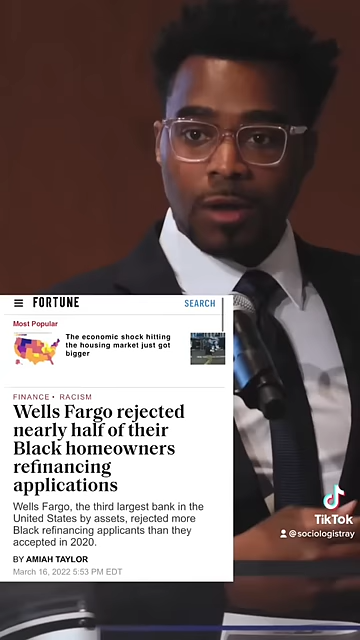 FORTUNE
SEARCH
Most Popular
The economic shock hitting
the housing market just got
bigger
FINANCE • RACISM
Wells Fargo rejected
nearly half of their
Black homeowners
refinancing
applications
Wells Fargo, the third largest bank in the
United States by assets, rejected more
Black refinancing applicants than they
accepted in 2020.
BY AMIAH TAYLOR
March 16, 2022 5:53 PM EDT
TikTok
@sociologistray